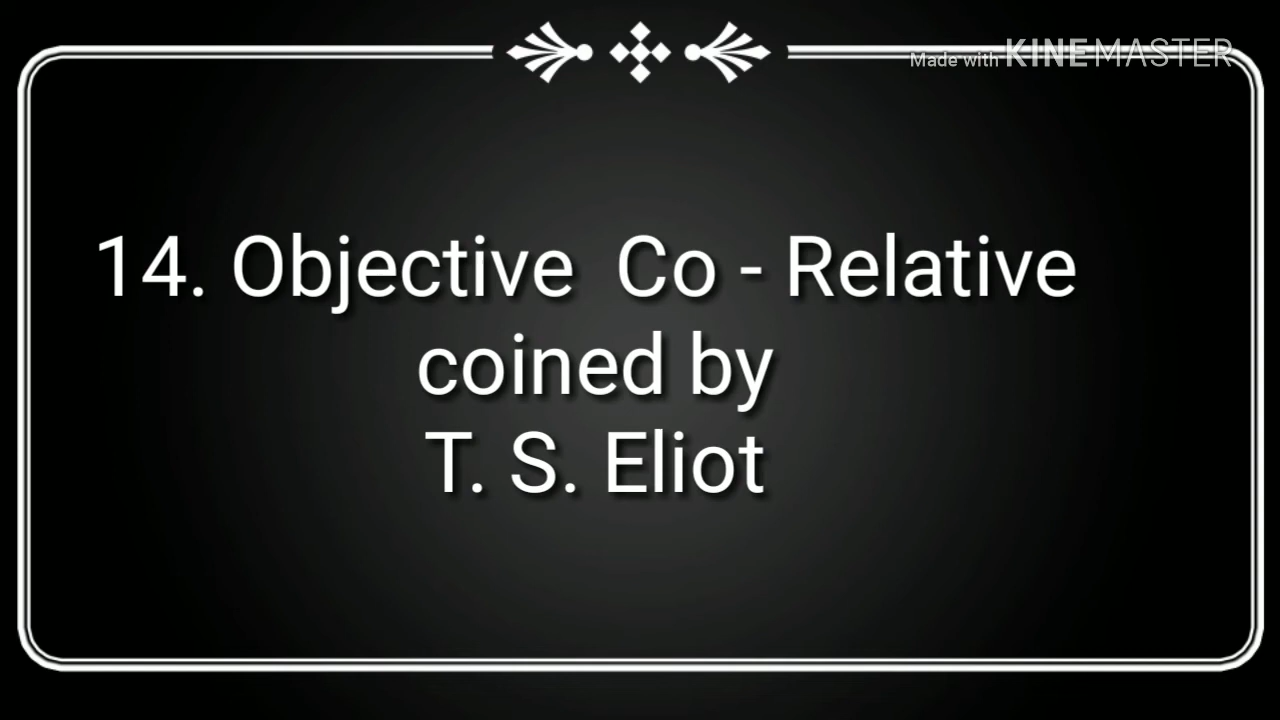 Made with KINEMASTER
14. Objective Co - Relative
coined by
T. S. Eliot